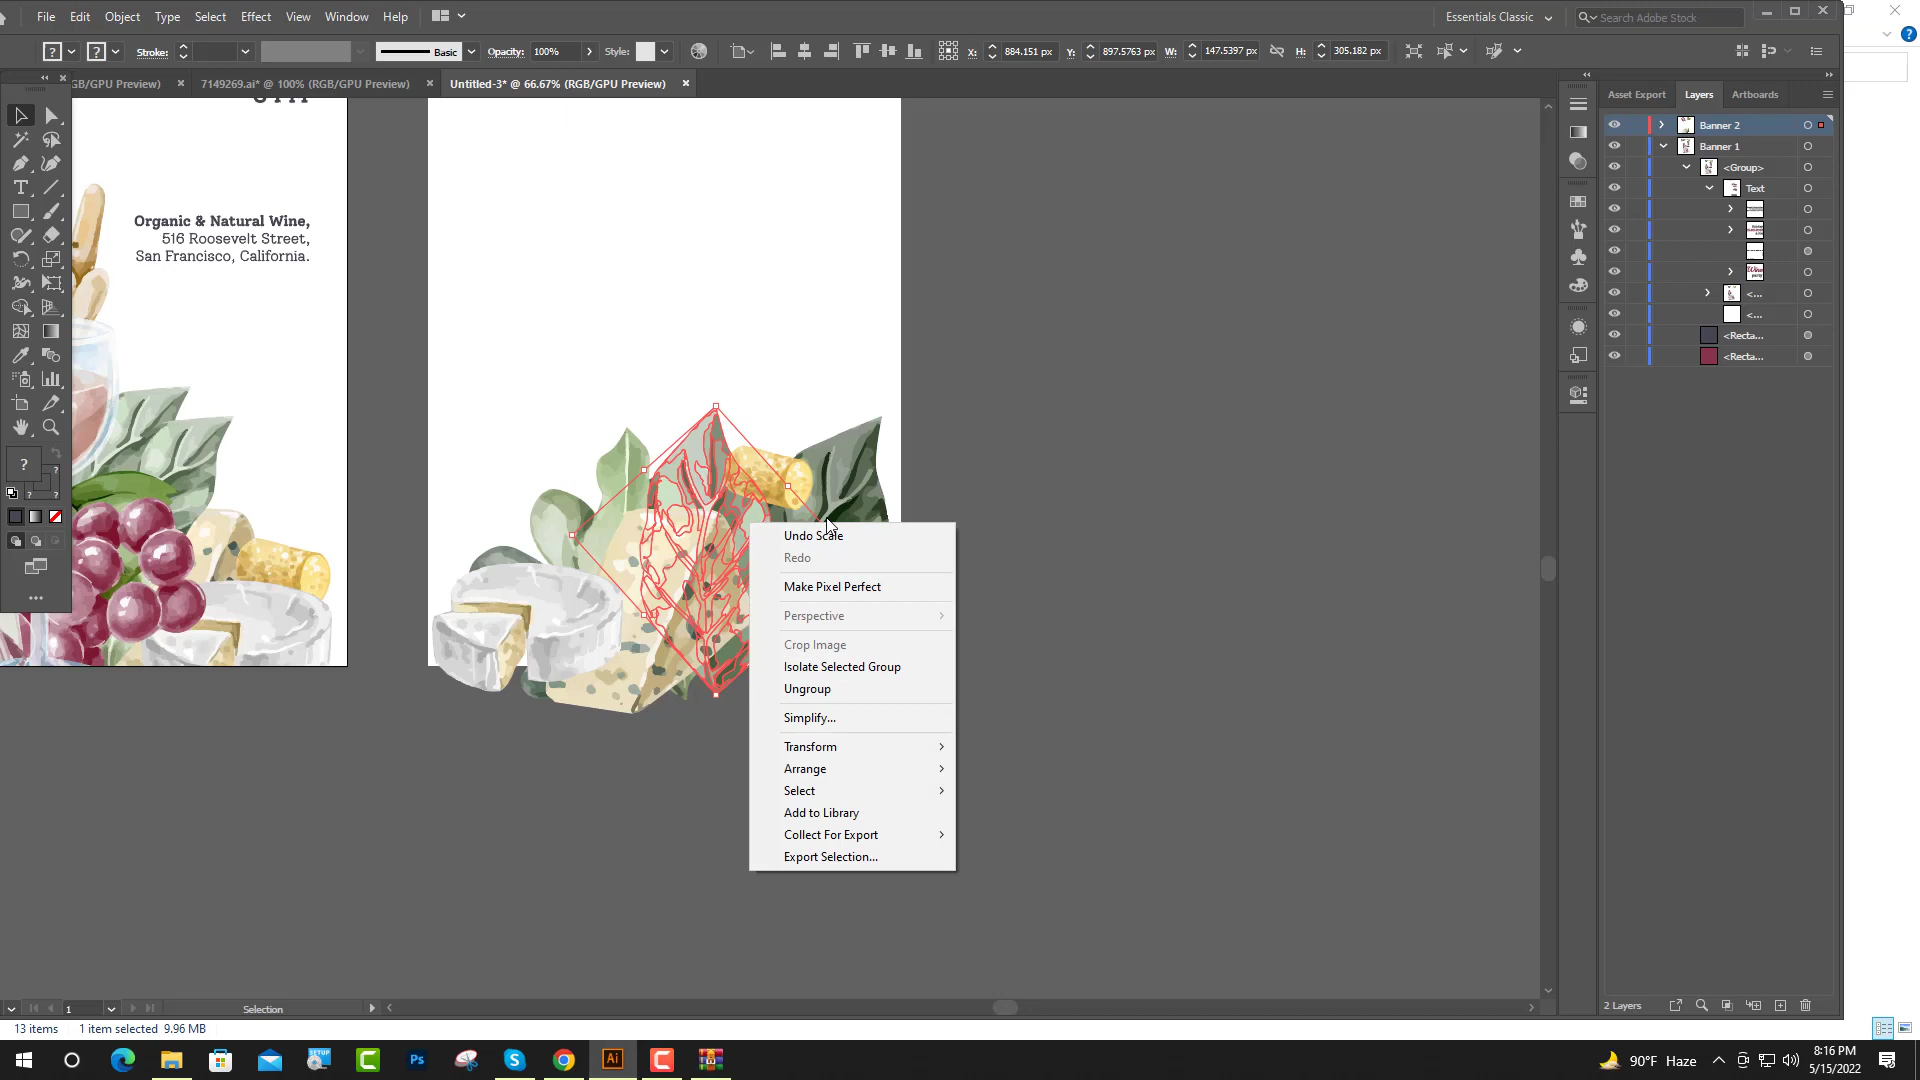 File Edit Object Type Select Effect View Window Help
Essentials Classic
Search Adobe Stock
? ? Stroke: Basic Opacity: 100% Style: X: 884.151 px Y: 897.5763 px W: 147.5397 px H: 305.182 px
GB/GPU Preview) × 7149269.ai* @ 100% (RGB/GPU Preview) × Untitled-3* @ 66.67% (RGB/GPU Preview) ×
Asset Export Layers Artboards
Banner 2
Banner 1
<Group>
Text
<...
<...
<Recta...
<Recta...
Organic & Natural Wine,
516 Roosevelt Street,
San Francisco, California.
Undo Scale
Redo
Make Pixel Perfect
Perspective
Crop Image
Isolate Selected Group
Ungroup
Simplify...
Transform
Arrange
Select
Add to Library
Collect For Export
Export Selection...
1 Selection
2 Layers
13 items 1 item selected 9.96 MB
90°F Haze
8:16 PM
5/15/2022